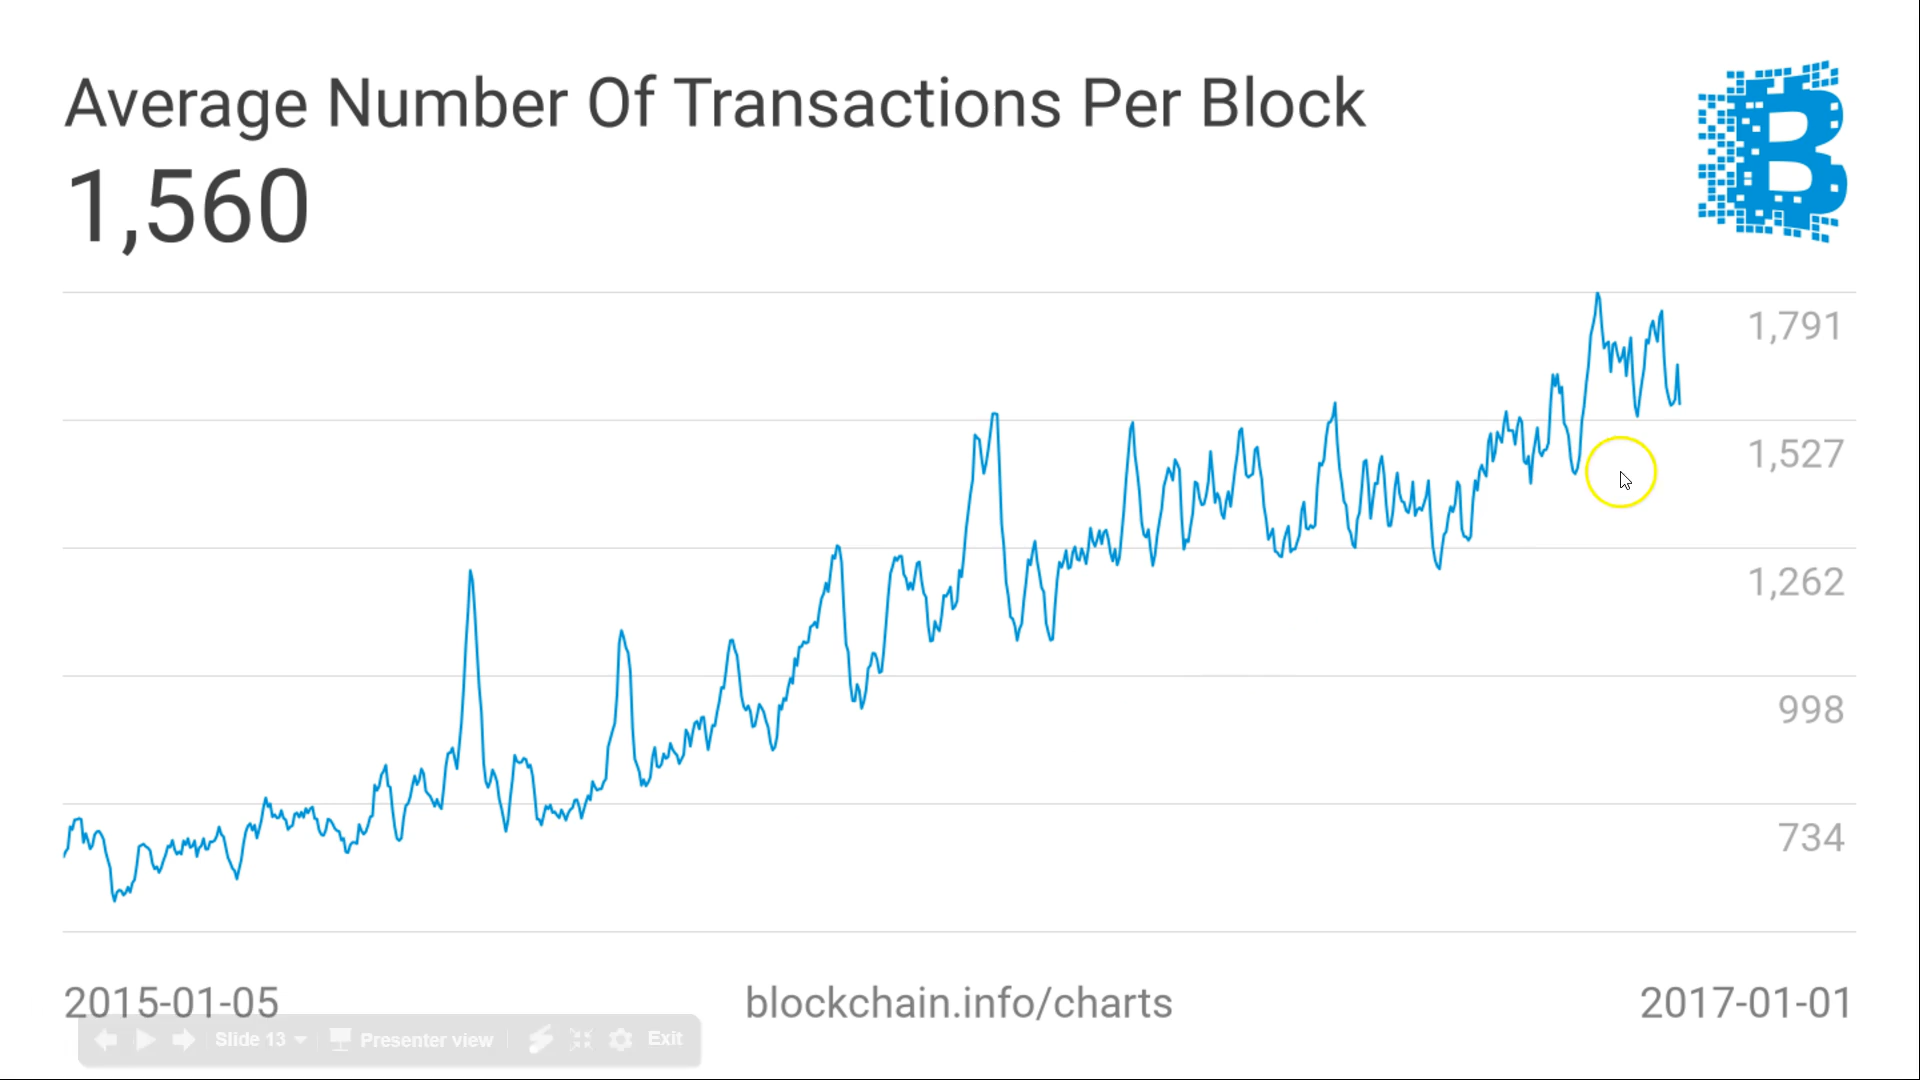 Average Number Of Transactions Per Block
1,560
1,791
1,527
1,262
998
734
2015-01-05 blockchain.info/charts 2017-01-01
Slide 13 Presenter view Exit